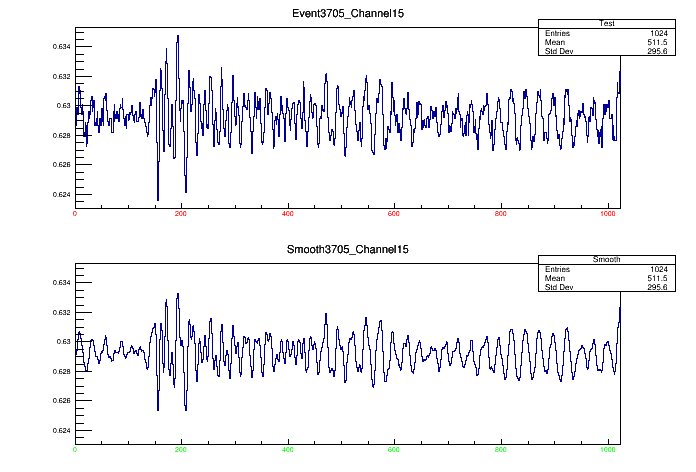 Event3705_Channel15
Test
Entries 1024
Mean 511.5
Std Dev 295.6
0.634
0.632
0.63
0.628
0.626
0.624
0 200 400 600 800 1000
Smooth3705_Channel15
Smooth
Entries 1024
Mean 511.5
Std Dev 295.6
0.634
0.632
0.63
0.628
0.626
0.624
0 200 400 600 800 1000